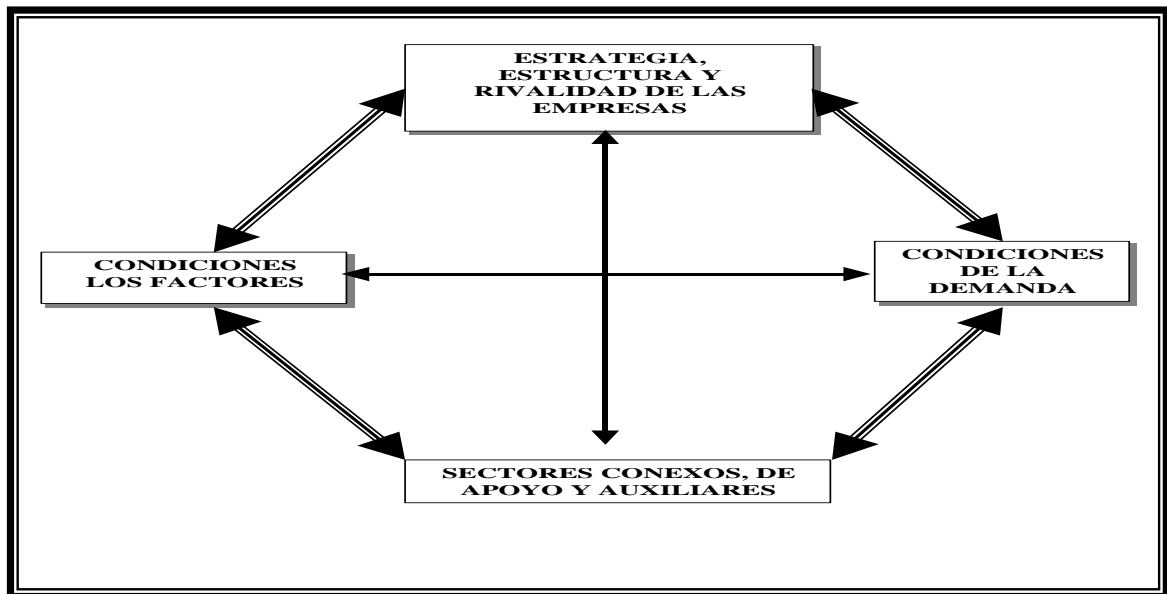 ESTRATEGIA,
ESTRUCTURA Y
RIVALIDAD DE LAS
EMPRESAS
CONDICIONES
LOS FACTORES
CONDICIONES
DE LA
DEMANDA
SECTORES CONEXOS, DE
APOYO Y AUXILIARES